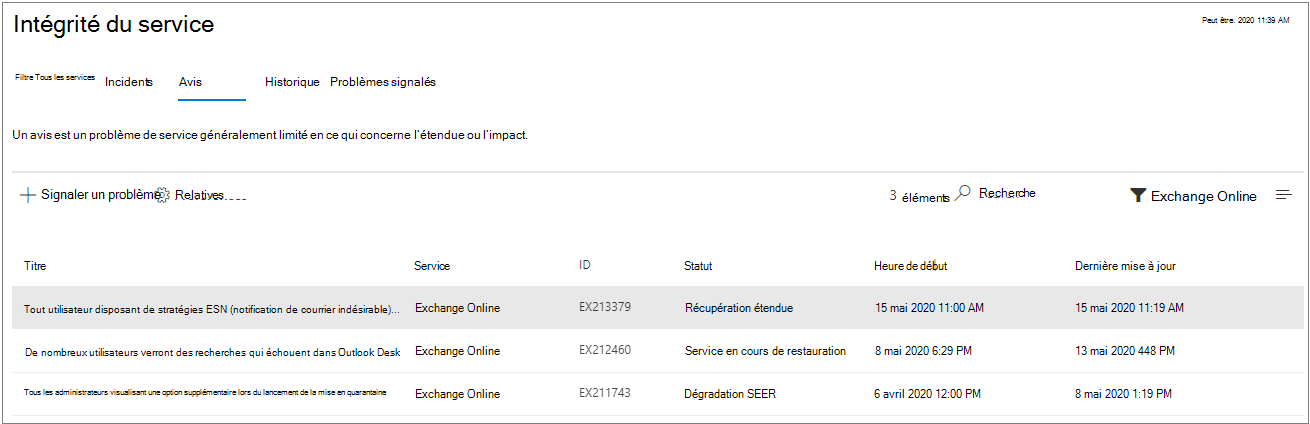 Intégrité du service
Peut être. 2020 11:39 AM
Filtre Tous les services Incidents Avis Historique Problèmes signalés
Un avis est un problème de service généralement limité en ce qui concerne l'étendue ou l'impact.
Signaler un problème Relatives 3 éléments Recherche Exchange Online
Titre Service ID Statut Heure de début Dernière mise à jour
Tout utilisateur disposant de stratégies ESN (notification de courrier indésirable)... Exchange Online EX213379 Récupération étendue 15 mai 2020 11:00 AM 15 mai 2020 11:19 AM
De nombreux utilisateurs verront des recherches qui échouent dans Outlook Desk Exchange Online EX212460 Service en cours de restauration 8 mai 2020 6:29 PM 13 mai 2020 448 PM
Tous les administrateurs visualisant une option supplémentaire lors du lancement de la mise en quarantaine Exchange Online EX211743 Dégradation SEER 6 avril 2020 12:00 PM 8 mai 2020 1:19 PM